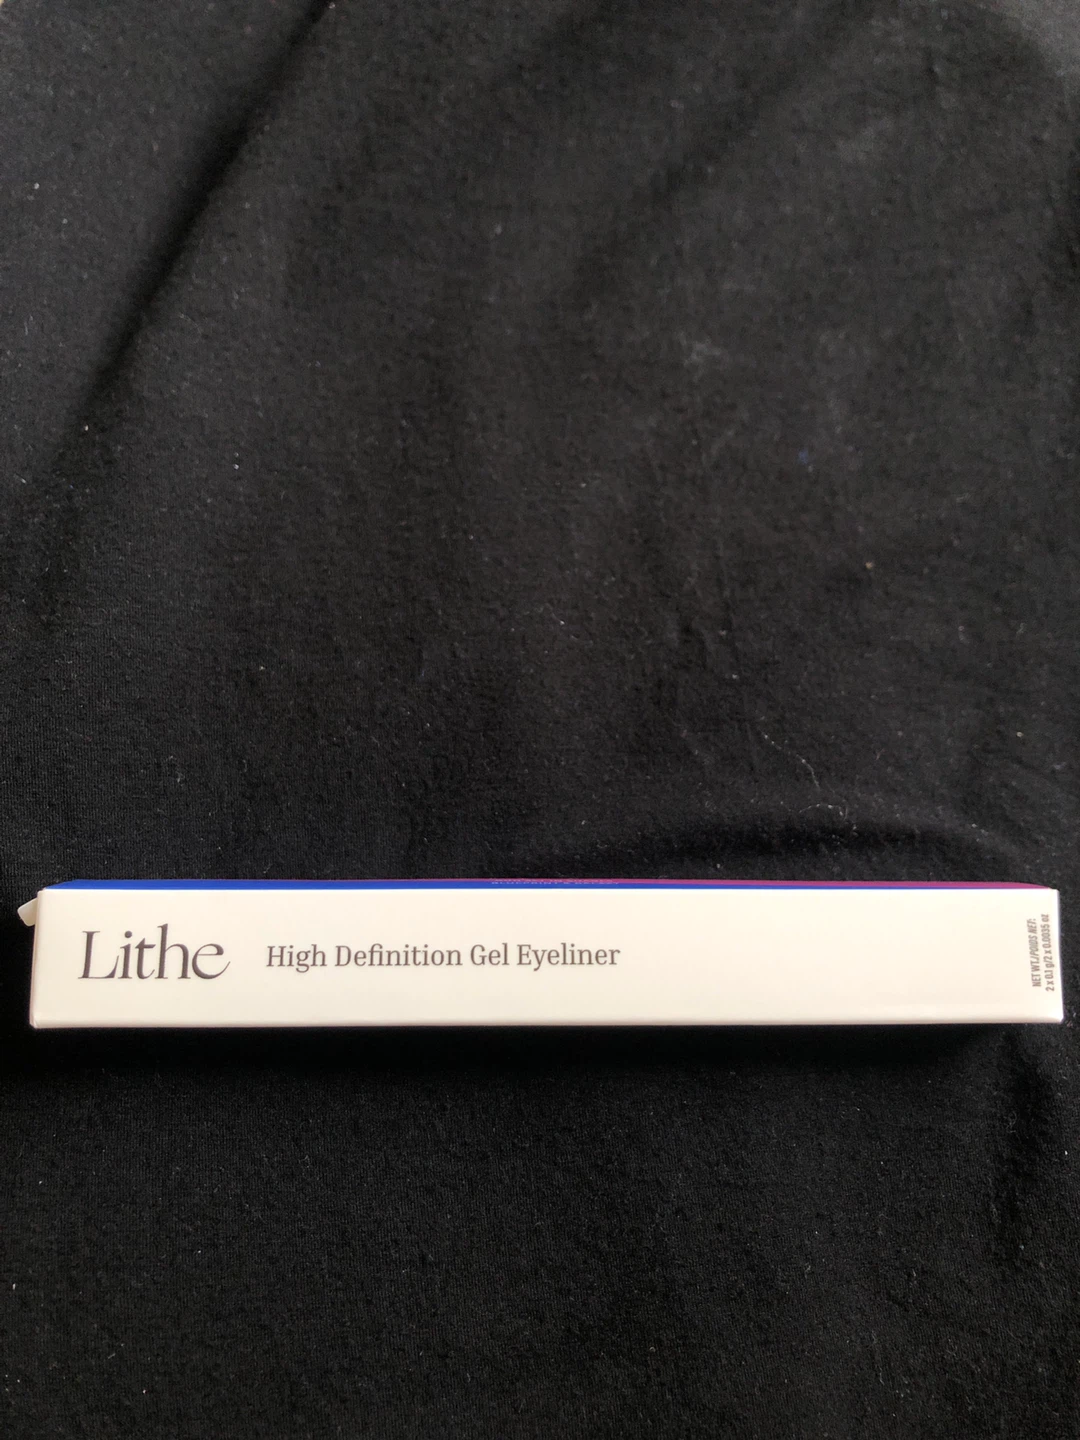 Lithe
High Definition Gel Eyeliner
NET WT./POIDS NET:
2 x 0.1 g/2 x 0.0035 oz